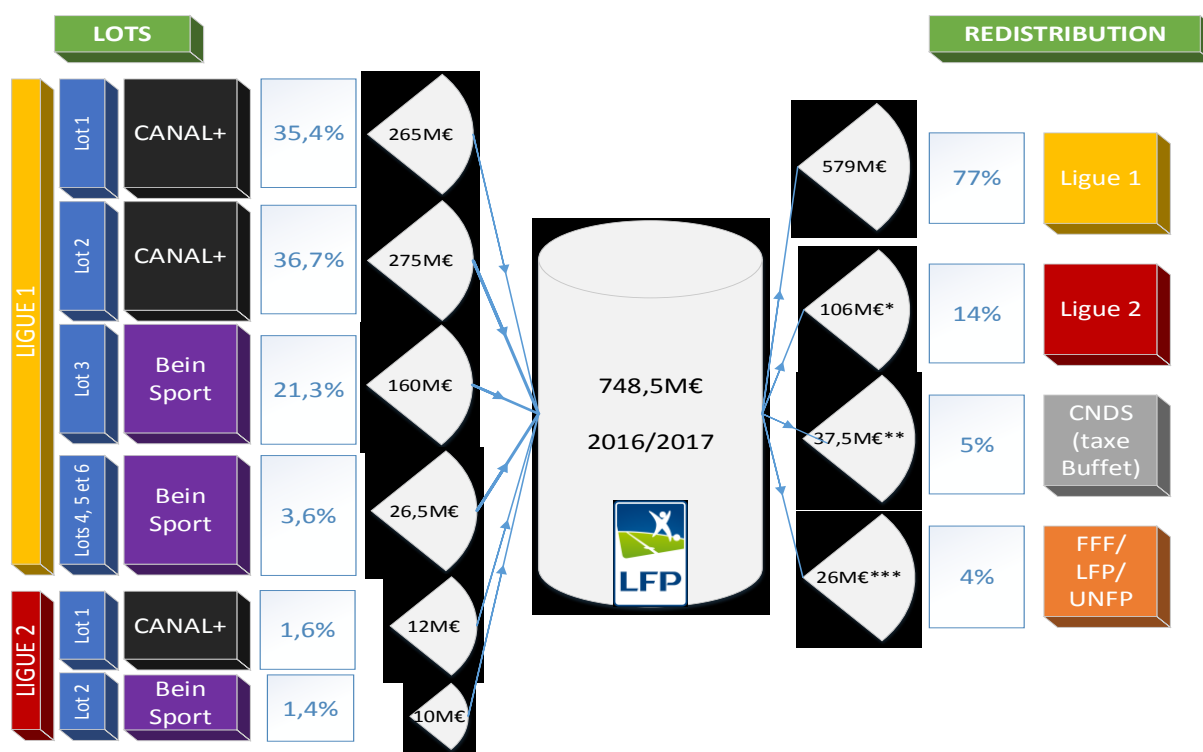 LOTS
REDISTRIBUTION
LIGUE 1
Lot 1
CANAL+
35,4%
265M€
Lot 2
CANAL+
36,7%
275M€
Lot 3
Bein
Sport
21,3%
160M€
Lots 4, 5 et 6
Bein
Sport
3,6%
26,5M€
LIGUE 2
Lot 1
CANAL+
1,6%
12M€
Lot 2
Bein
Sport
1,4%
10M€
748,5M€
2016/2017
LFP
579M€
77%
Ligue 1
106M€*
14%
Ligue 2
37,5M€**
5%
CNDS
(taxe
Buffet)
26M€***
4%
FFF/
LFP/
UNFP